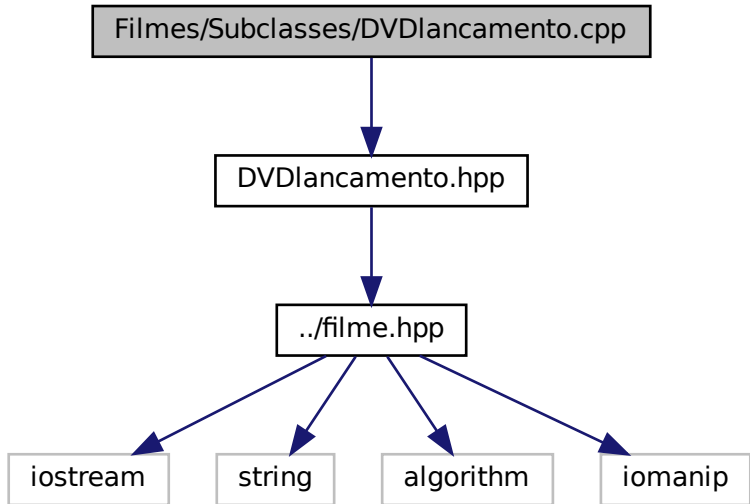 Filmes/Subclasses/DVDlancamento.cpp
DVDlancamento.hpp
../filme.hpp
iostream
string
algorithm
iomanip